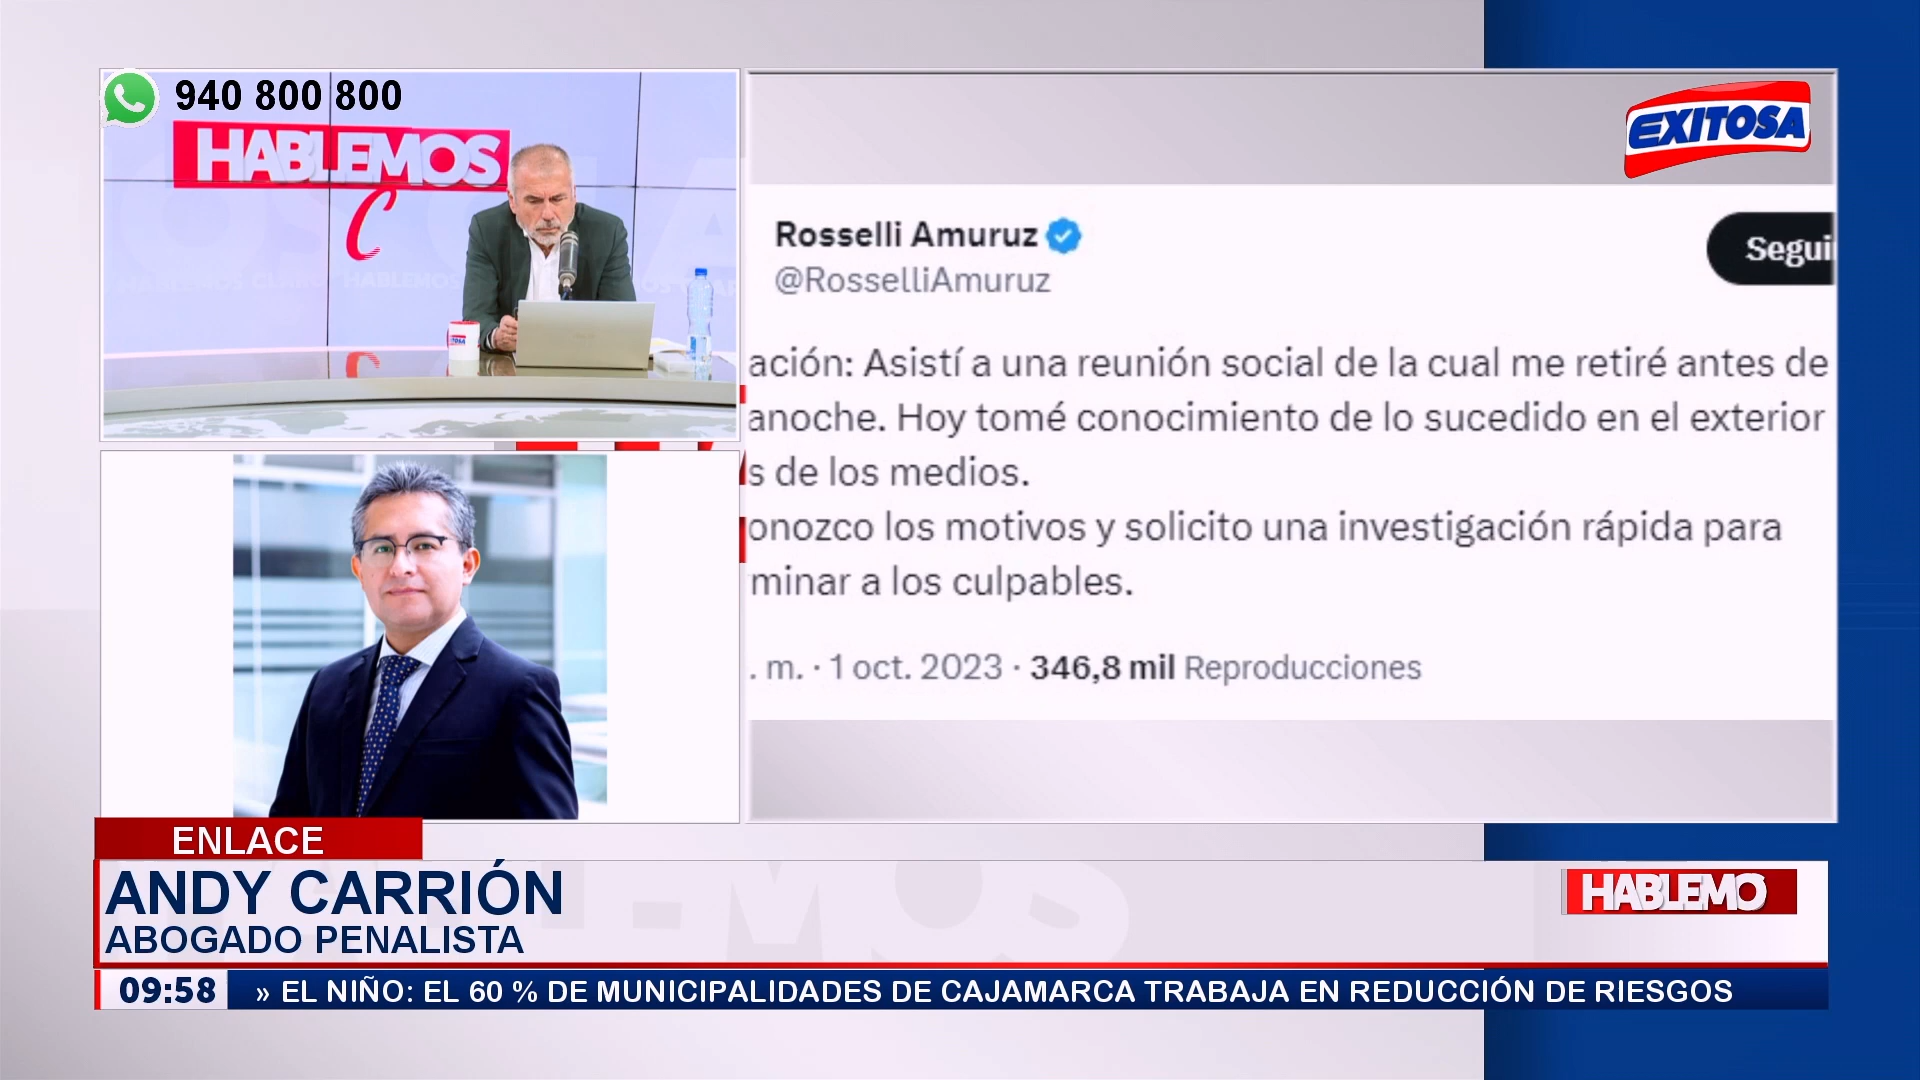 940 800 800
HABLEMOS
C
EXITOSA
Rosselli Amuruz
@RosselliAmuruz
Segui
ación: Asistí a una reunión social de la cual me retiré antes de
anoche. Hoy tomé conocimiento de lo sucedido en el exterior
s de los medios.
onozco los motivos y solicito una investigación rápida para
minar a los culpables.
. m. · 1 oct. 2023 · 346,8 mil Reproducciones
ENLACE
ANDY CARRIÓN
ABOGADO PENALISTA
HABLEMO
09:58
» EL NIÑO: EL 60 % DE MUNICIPALIDADES DE CAJAMARCA TRABAJA EN REDUCCIÓN DE RIESGOS